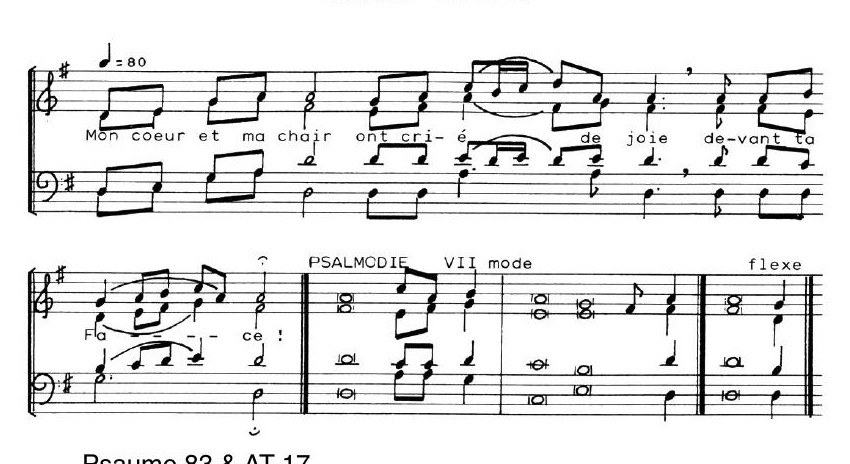 = 80
Mon coeur et ma chair ont cri- é de joie de-vant ta
PSALMODIE VII mode flexe
Fa - - - - ce !
Psaume 83 & AT 17